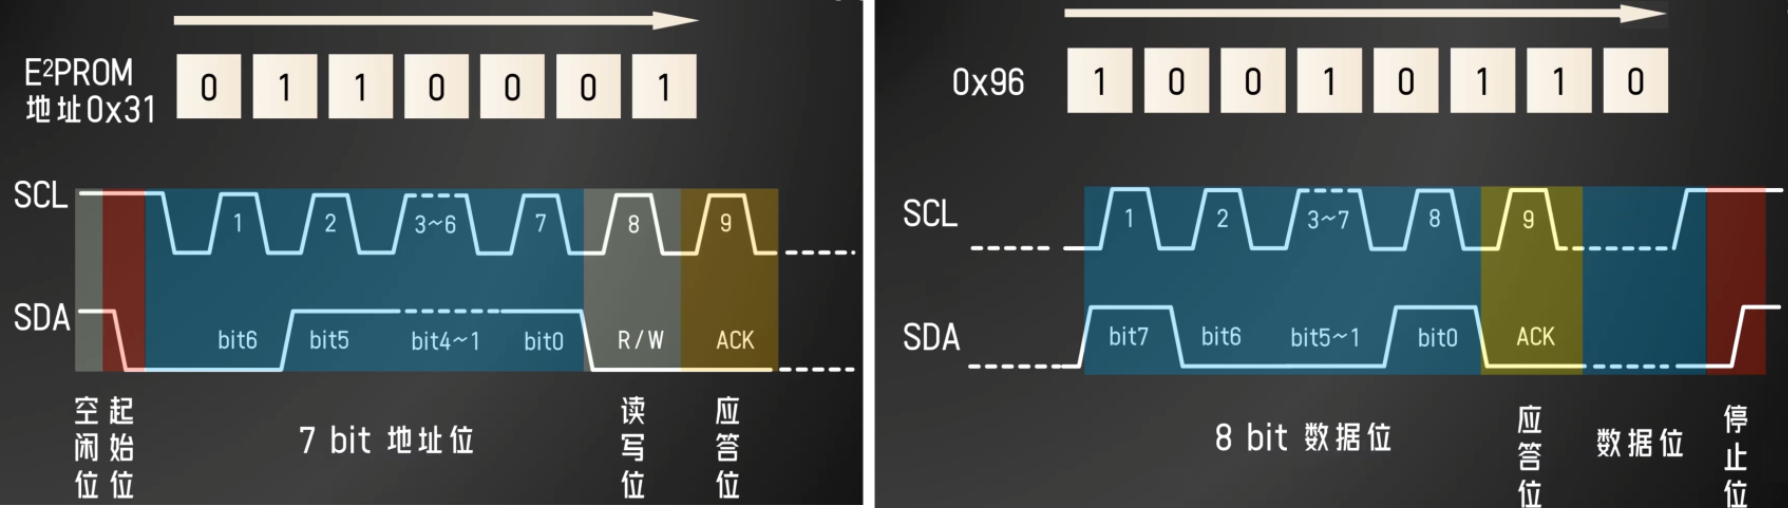 E²PROM
地址0x31
0 1 1 0 0 0 1
SCL
1 2 3~6 7 8 9
SDA
bit6 bit5 bit4~1 bit0 R/W ACK
空闲位
起始位
7 bit 地址位
读写位
应答位
0x96
1 0 0 1 0 1 1 0
SCL
1 2 3~7 8 9
SDA
bit7 bit6 bit5~1 bit0 ACK
8 bit 数据位
应答位
数据位
停止位